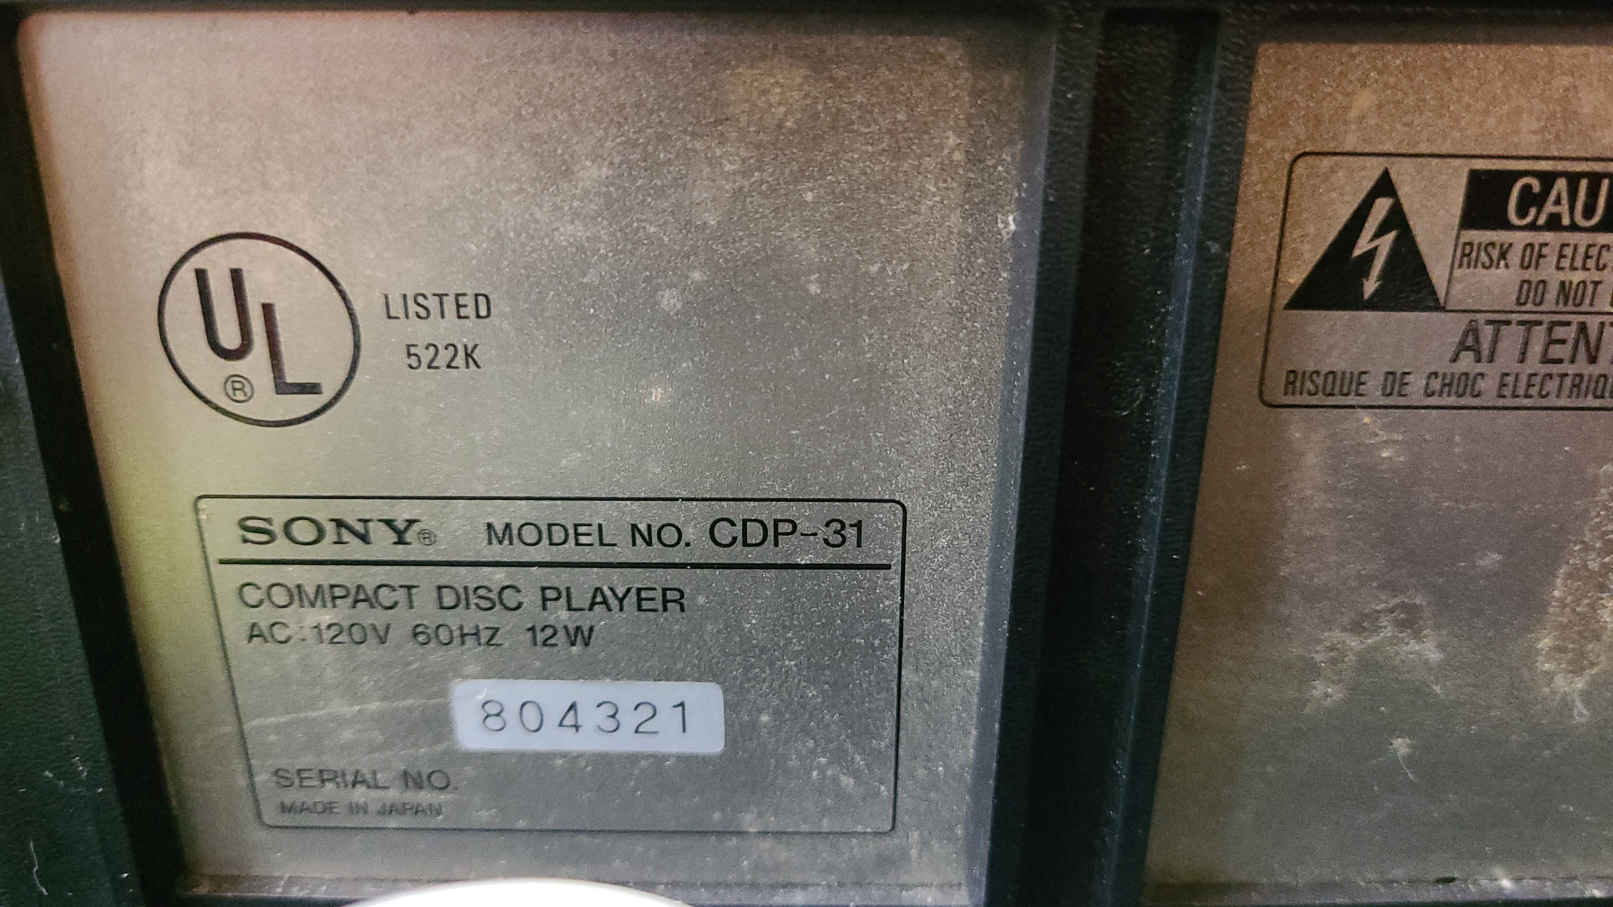 UL
®
LISTED
522K
SONY® MODEL NO. CDP-31
COMPACT DISC PLAYER
AC:120V 60HZ 12W
804321
SERIAL NO.
MADE IN JAPAN
CAU
RISK OF ELEC
DO NOT
ATTEN
RISQUE DE CHOC ELECTRIQ